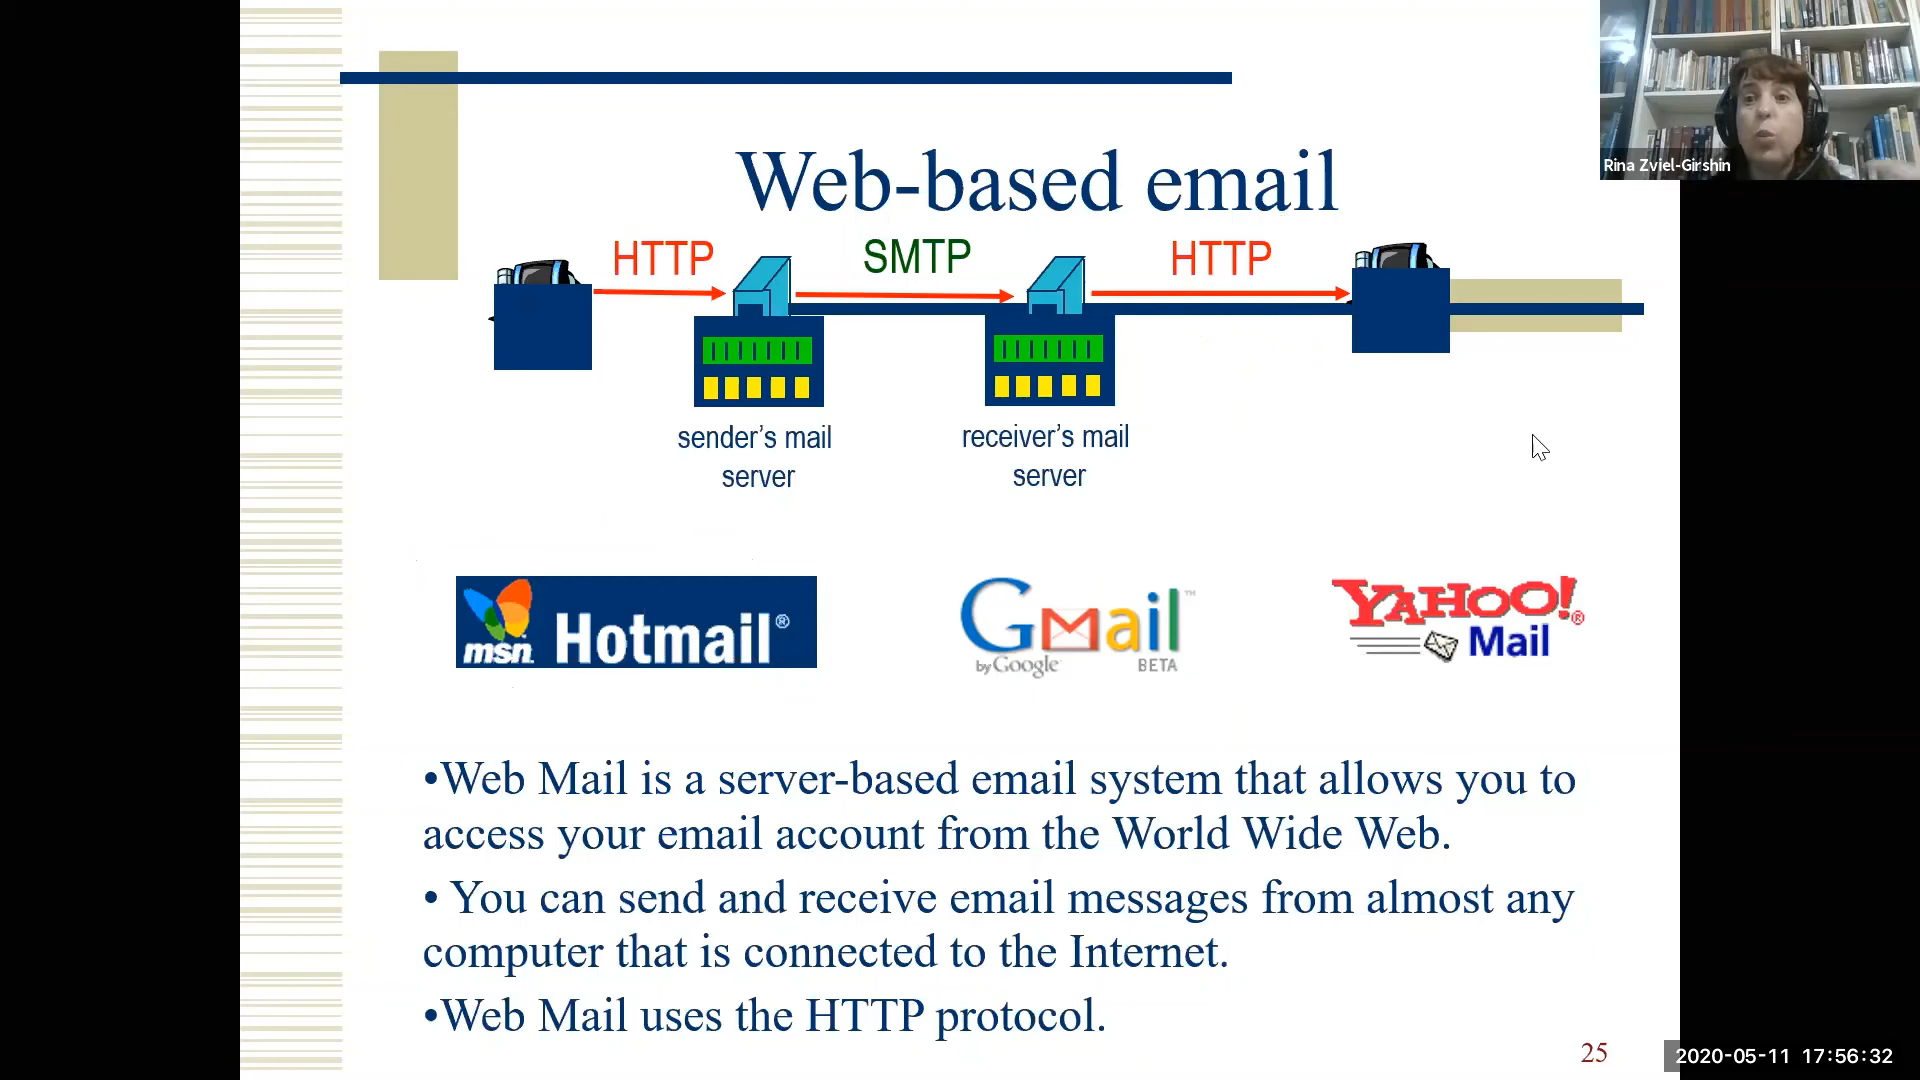 Rina Zviel-Girshin
Web-based email
HTTP
SMTP
HTTP
sender’s mail
server
receiver’s mail
server
msn Hotmail®
Gmail™
by Google BETA
YAHOO!®
Mail
•Web Mail is a server-based email system that allows you to
access your email account from the World Wide Web.
• You can send and receive email messages from almost any
computer that is connected to the Internet.
•Web Mail uses the HTTP protocol.
25
2020-05-11 17:56:32